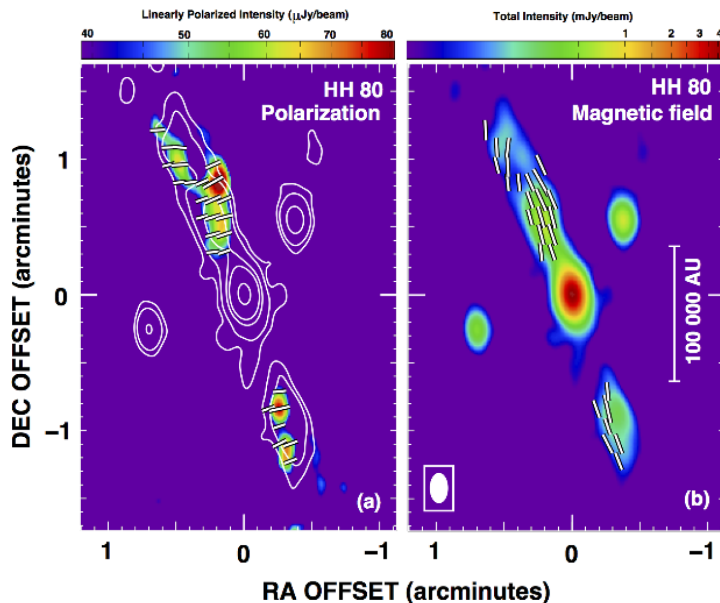 Linearly Polarized Intensity (μJy/beam)
40 50 60 70 80
Total Intensity (mJy/beam)
1 2 3 4
HH 80
Polarization
HH 80
Magnetic field
DEC OFFSET (arcminutes)
1
0
-1
100 000 AU
(a)
(b)
1 0 -1
1 0 -1
RA OFFSET (arcminutes)